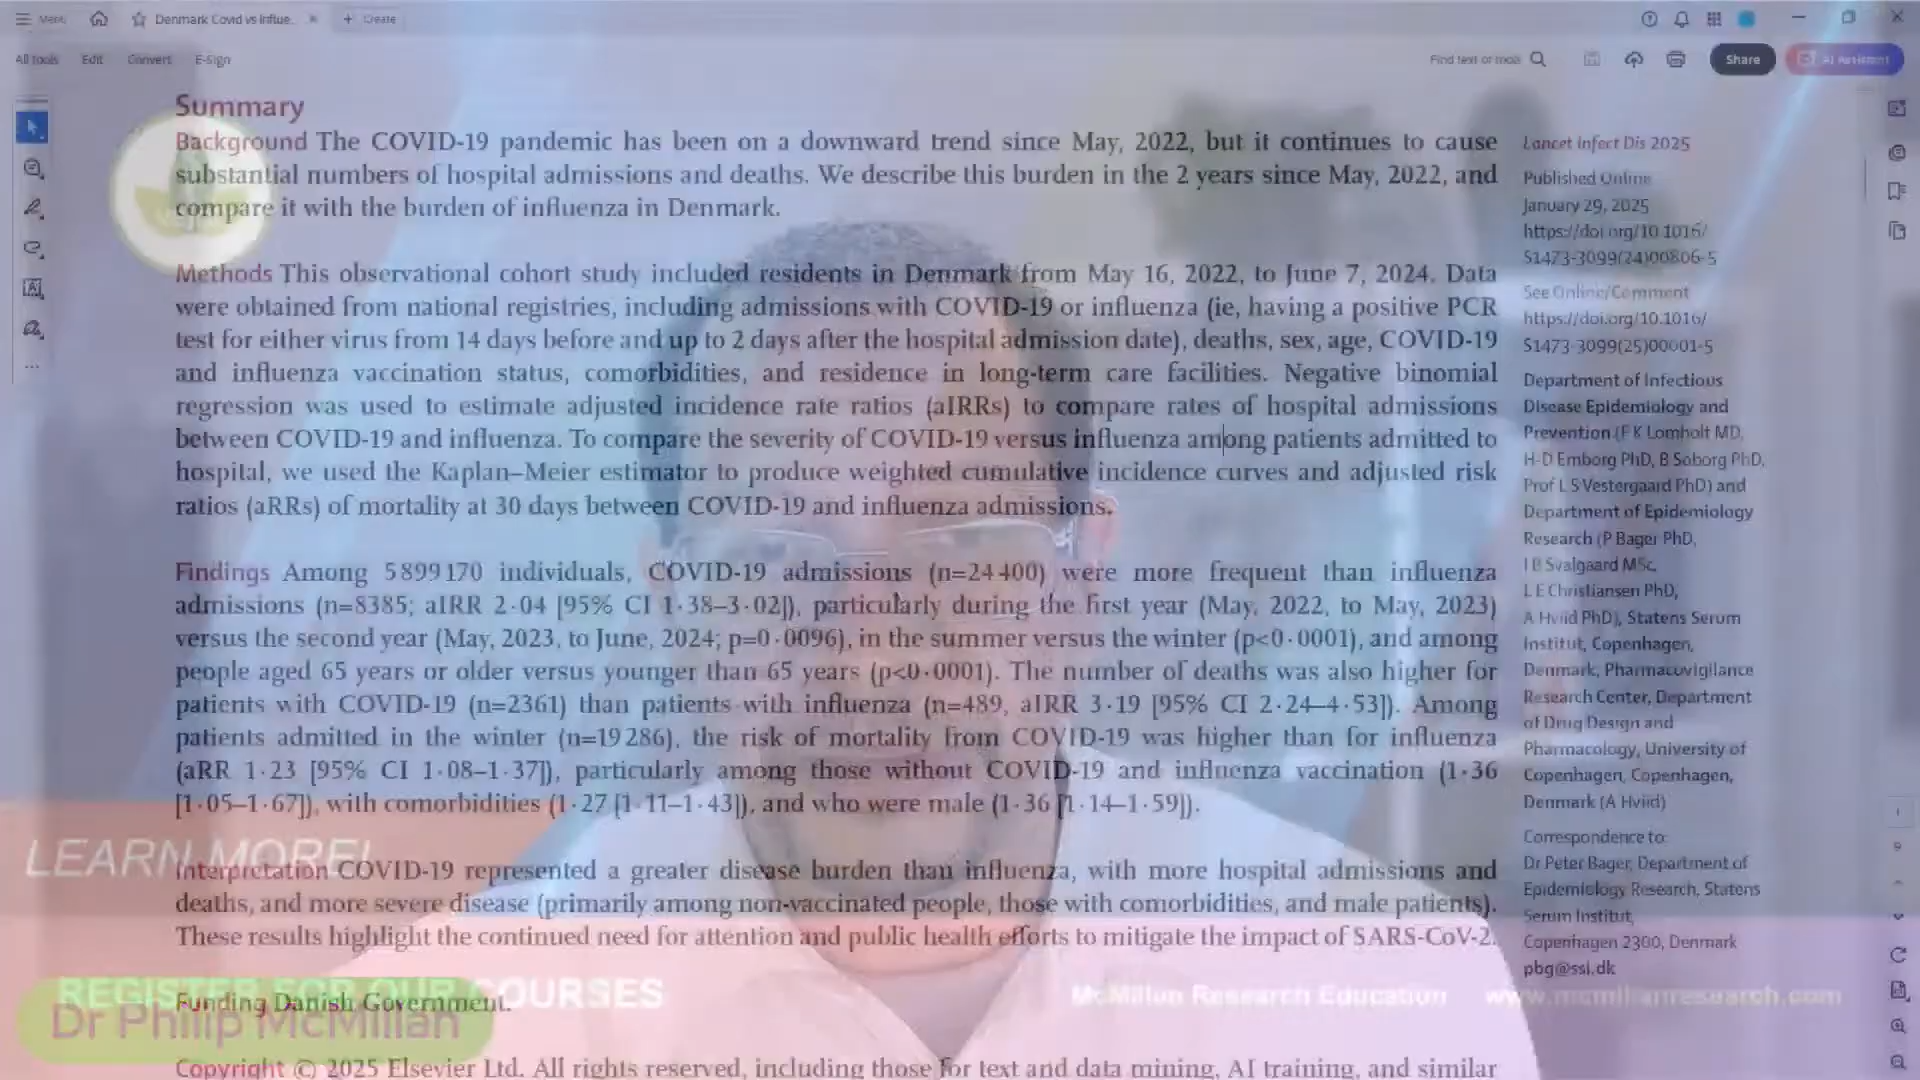 Menu
Denmark Covid vs Influe...
Create
All tools
Edit
Convert
E-Sign
Find text or tools
Share
AI Assistant
Summary
Background The COVID-19 pandemic has been on a downward trend since May, 2022, but it continues to cause
substantial numbers of hospital admissions and deaths. We describe this burden in the 2 years since May, 2022, and
compare it with the burden of influenza in Denmark.
Methods This observational cohort study included residents in Denmark from May 16, 2022, to June 7, 2024. Data
were obtained from national registries, including admissions with COVID-19 or influenza (ie, having a positive PCR
test for either virus from 14 days before and up to 2 days after the hospital admission date), deaths, sex, age, COVID-19
and influenza vaccination status, comorbidities, and residence in long-term care facilities. Negative binomial
regression was used to estimate adjusted incidence rate ratios (aIRRs) to compare rates of hospital admissions
between COVID-19 and influenza. To compare the severity of COVID-19 versus influenza among patients admitted to
hospital, we used the Kaplan–Meier estimator to produce weighted cumulative incidence curves and adjusted risk
ratios (aRRs) of mortality at 30 days between COVID-19 and influenza admissions.
Findings Among 5 899 170 individuals, COVID-19 admissions (n=24 400) were more frequent than influenza
admissions (n=8385; aIRR 2·04 [95% CI 1·38–3·02]), particularly during the first year (May, 2022, to May, 2023)
versus the second year (May, 2023, to June, 2024; p=0·0096), in the summer versus the winter (p<0·0001), and among
people aged 65 years or older versus younger than 65 years (p<0·0001). The number of deaths was also higher for
patients with COVID-19 (n=2361) than patients with influenza (n=489, aIRR 3·19 [95% CI 2·24–4·53]). Among
patients admitted in the winter (n=19 286), the risk of mortality from COVID-19 was higher than for influenza
(aRR 1·23 [95% CI 1·08–1·37]), particularly among those without COVID-19 and influenza vaccination (1·36
[1·05–1·67]), with comorbidities (1·27 [1·11–1·43]), and who were male (1·36 [1·14–1·59]).
Interpretation COVID-19 represented a greater disease burden than influenza, with more hospital admissions and
deaths, and more severe disease (primarily among non-vaccinated people, those with comorbidities, and male patients).
These results highlight the continued need for attention and public health efforts to mitigate the impact of SARS-CoV-2.
Funding Danish Government.
Copyright © 2025 Elsevier Ltd. All rights reserved, including those for text and data mining, AI training, and similar
Lancet Infect Dis 2025
Published Online
January 29, 2025
https://doi.org/10.1016/
S1473-3099(24)00806-5
See Online/Comment
https://doi.org/10.1016/
S1473-3099(25)00001-5
Department of Infectious
Disease Epidemiology and
Prevention (F K Lomholt MD,
H-D Emborg PhD, B Soborg PhD,
Prof L S Vestergaard PhD) and
Department of Epidemiology
Research (P Bager PhD,
I B Svalgaard MSc,
L E Christiansen PhD,
A Hviid PhD), Statens Serum
Institut, Copenhagen,
Denmark; Pharmacovigilance
Research Center, Department
of Drug Design and
Pharmacology, University of
Copenhagen, Copenhagen,
Denmark (A Hviid)
Correspondence to:
Dr Peter Bager, Department of
Epidemiology Research, Statens
Serum Institut,
Copenhagen 2300, Denmark
pbg@ssi.dk
1
9
LEARN MORE!
REGISTER FOR OUR COURSES
Dr Philip McMillan
McMillan Research Education
www.mcmillanresearch.com